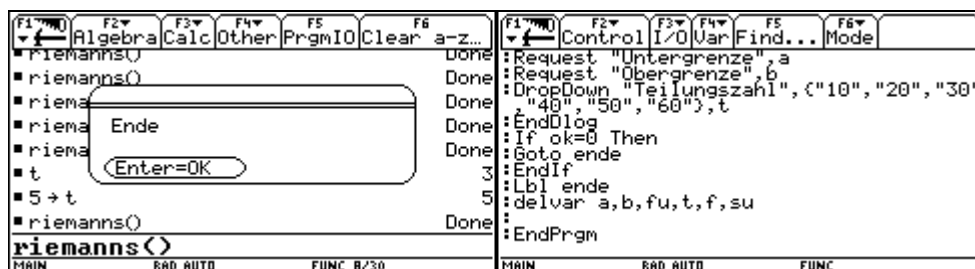 F1 F2 F3 F4 F5 F6
Algebra Calc Other PrgmIO Clear a-z...
riemanns() Done
riemanns() Done
riema Done
riema Done
riema Done
Ende
Enter=OK
t 3
5 → t 5
riemanns() Done
riemanns()
MAIN RAD AUTO FUNC 8/30
F1 F2 F3 F4 F5 F6
Control I/O Var Find... Mode
:Request "Untergrenze",a
:Request "Obergrenze",b
:DropDown "Teilungszahl",{"10","20","30"
,"40","50","60"},t
:EndDlog
:If ok=0 Then
:Goto ende
:EndIf
:Lbl ende
:delvar a,b,fu,t,f,su
:
:EndPrgm
MAIN RAD AUTO FUNC